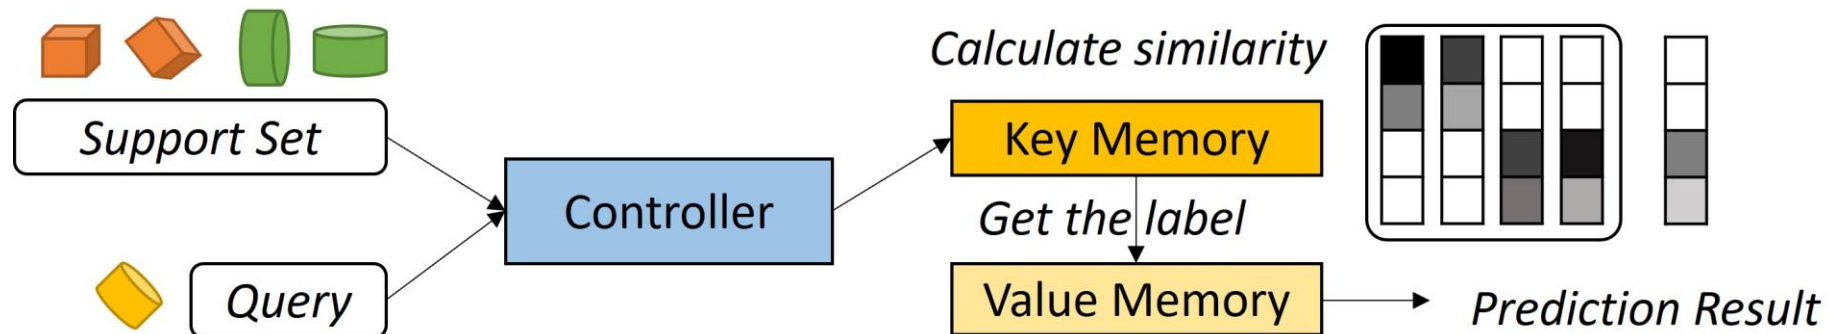 Calculate similarity
Support Set
Key Memory
Controller
Get the label
Query
Value Memory
Prediction Result